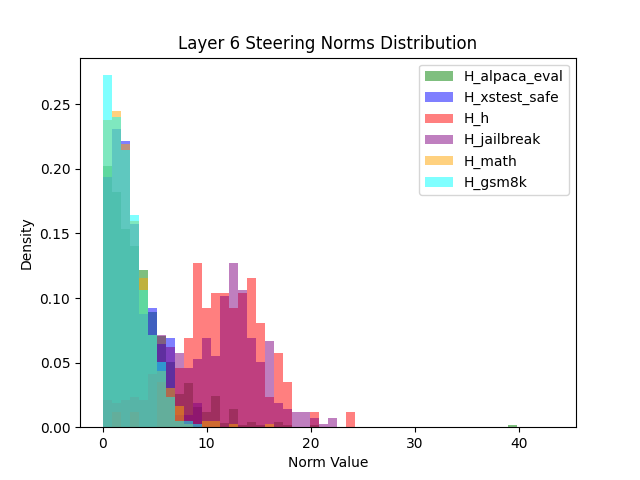 Layer 6 Steering Norms Distribution
H_alpaca_eval
H_xstest_safe
H_h
H_jailbreak
H_math
H_gsm8k
Density
0.25
0.20
0.15
0.10
0.05
0.00
0 10 20 30 40
Norm Value